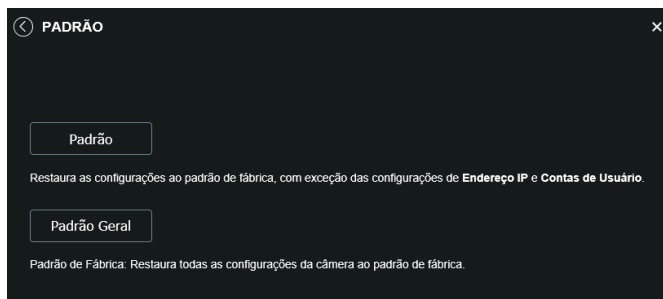 PADRÃO
Padrão
Restaura as configurações ao padrão de fábrica, com exceção das configurações de Endereço IP e Contas de Usuário.
Padrão Geral
Padrão de Fábrica: Restaura todas as configurações da câmera ao padrão de fábrica.